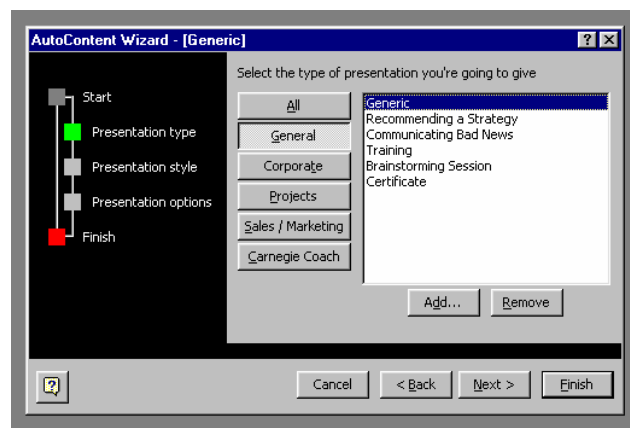 AutoContent Wizard - [Generic]
Select the type of presentation you're going to give
Start
Presentation type
Presentation style
Presentation options
Finish
All
General
Corporate
Projects
Sales / Marketing
Carnegie Coach
Generic
Recommending a Strategy
Communicating Bad News
Training
Brainstorming Session
Certificate
Add...
Remove
Cancel
< Back
Next >
Finish